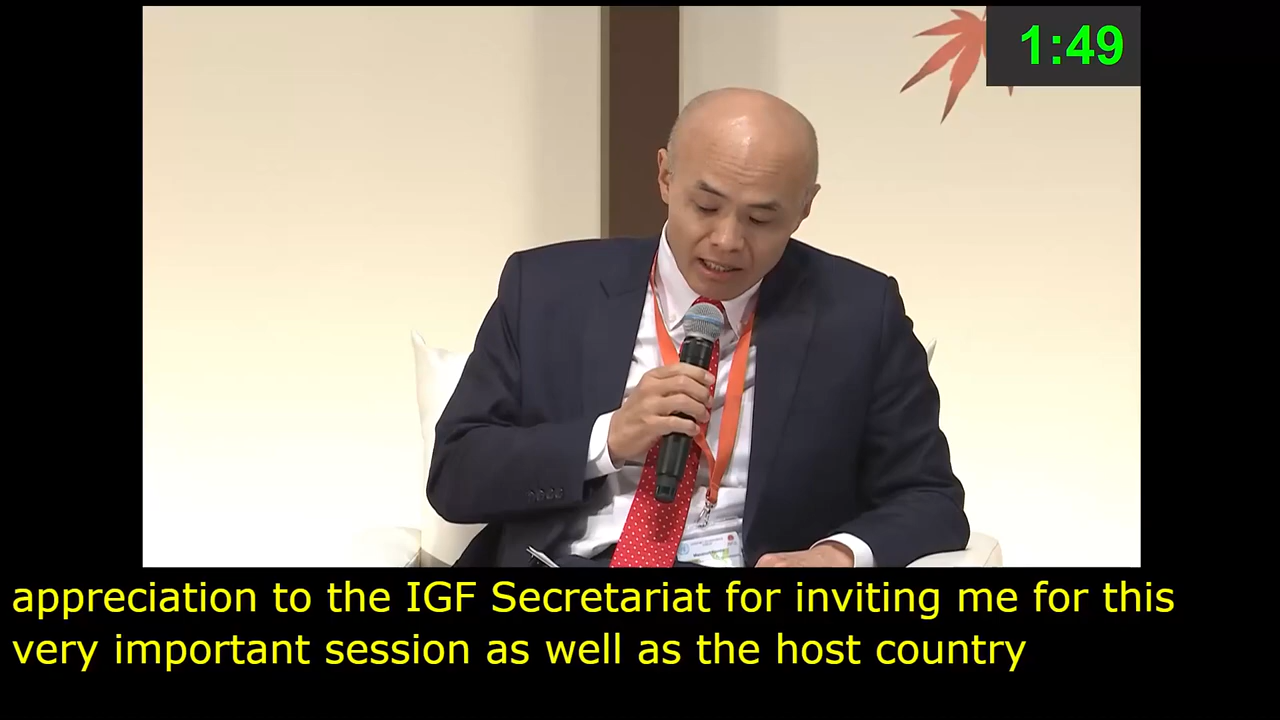 1:49
appreciation to the IGF Secretariat for inviting me for this
very important session as well as the host country